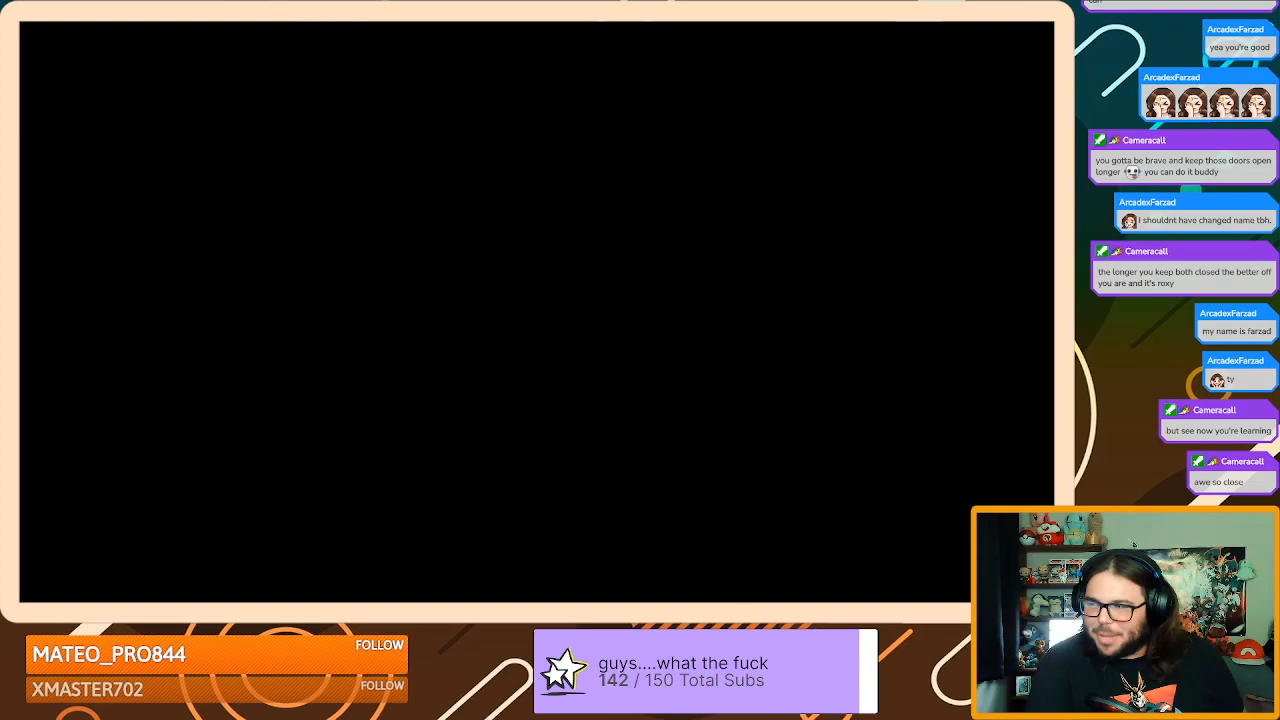 ArcadexFarzad
yea you're good
ArcadexFarzad
Cameracall
you gotta be brave and keep those doors open
longer you can do it buddy
ArcadexFarzad
I shouldnt have changed name tbh.
Cameracall
the longer you keep both closed the better off
you are and it's roxy
ArcadexFarzad
my name is farzad
ArcadexFarzad
ty
Cameracall
but see now you're learning
Cameracall
awe so close
MATEO_PRO844 FOLLOW
XMASTER702 FOLLOW
guys....what the fuck
142 / 150 Total Subs